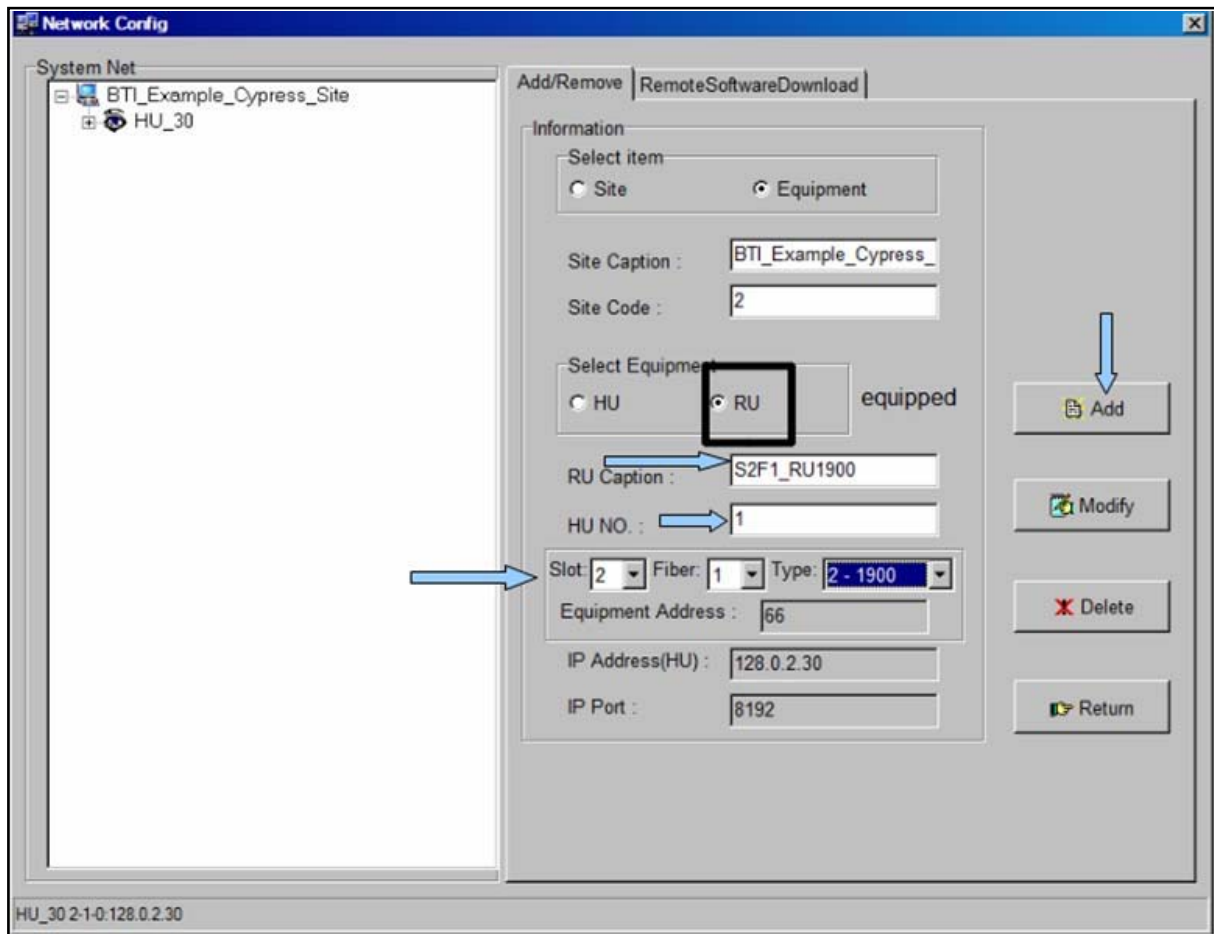 Network Config
System Net
BTI_Example_Cypress_Site
HU_30
Add/Remove
RemoteSoftwareDownload
Information
Select item
Site
Equipment
Site Caption :
BTI_Example_Cypress_
Site Code :
2
Select Equipment
HU
RU
equipped
RU Caption :
S2F1_RU1900
HU NO. :
1
Slot: 2 Fiber: 1 Type: 2 - 1900
Equipment Address : 66
IP Address(HU) : 128.0.2.30
IP Port : 8192
Add
Modify
Delete
Return
HU_30 2-1-0:128.0.2.30